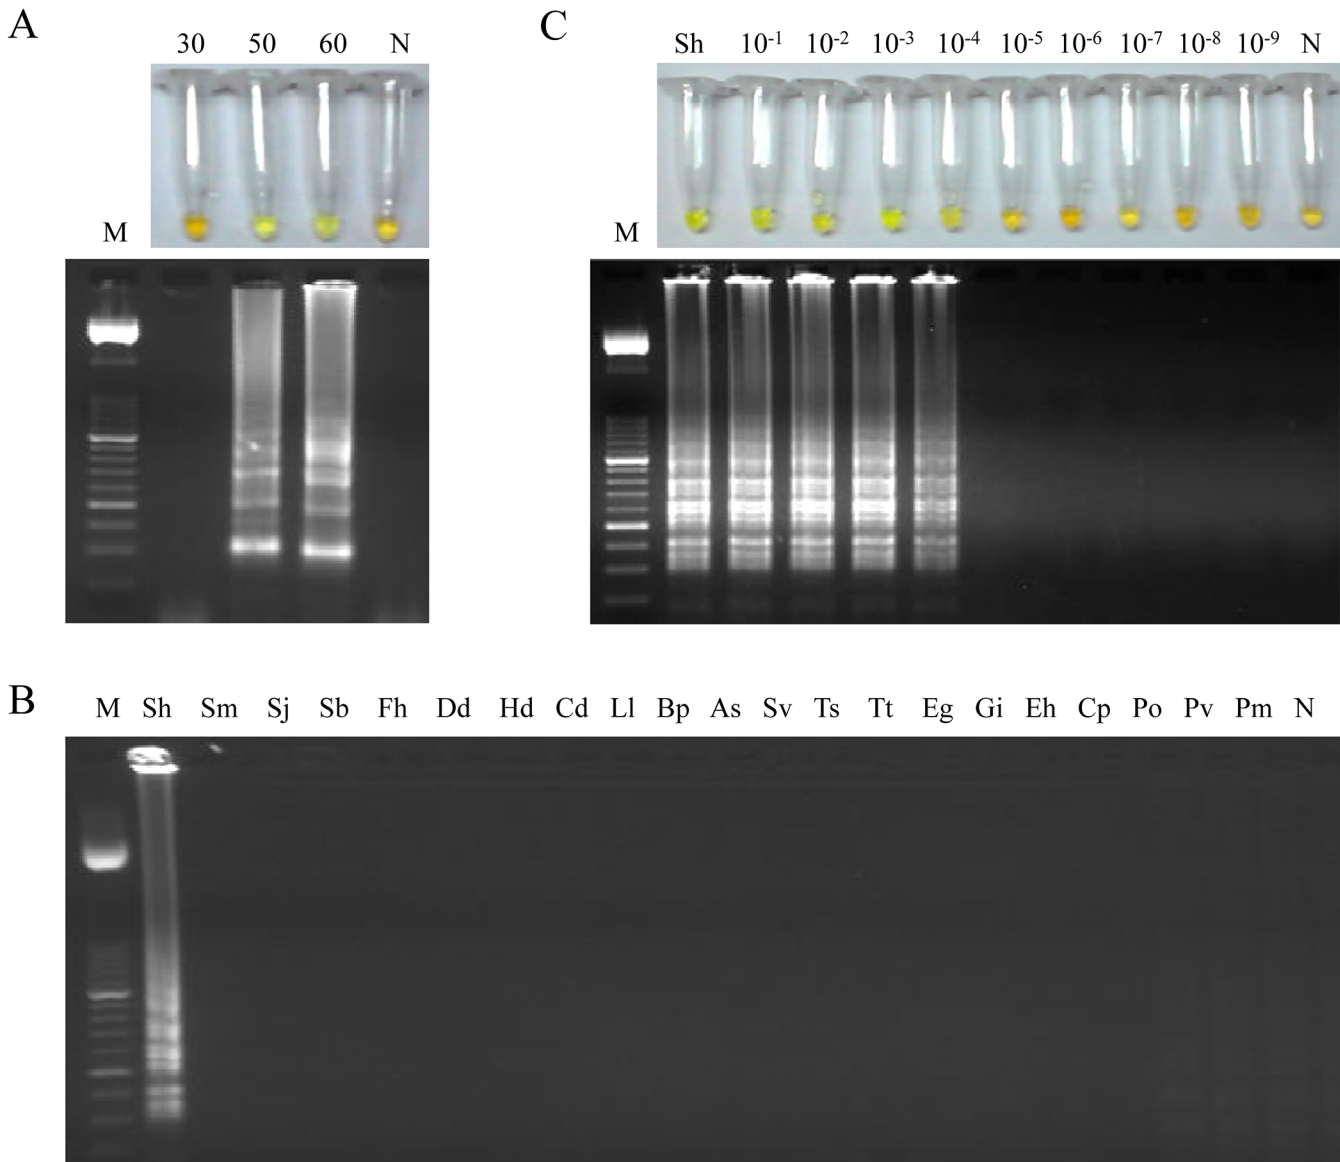 A
30 50 60 N
M
C
Sh 10⁻¹ 10⁻² 10⁻³ 10⁻⁴ 10⁻⁵ 10⁻⁶ 10⁻⁷ 10⁻⁸ 10⁻⁹ N
M
B
M Sh Sm Sj Sb Fh Dd Hd Cd Ll Bp As Sv Ts Tt Eg Gi Eh Cp Po Pv Pm N